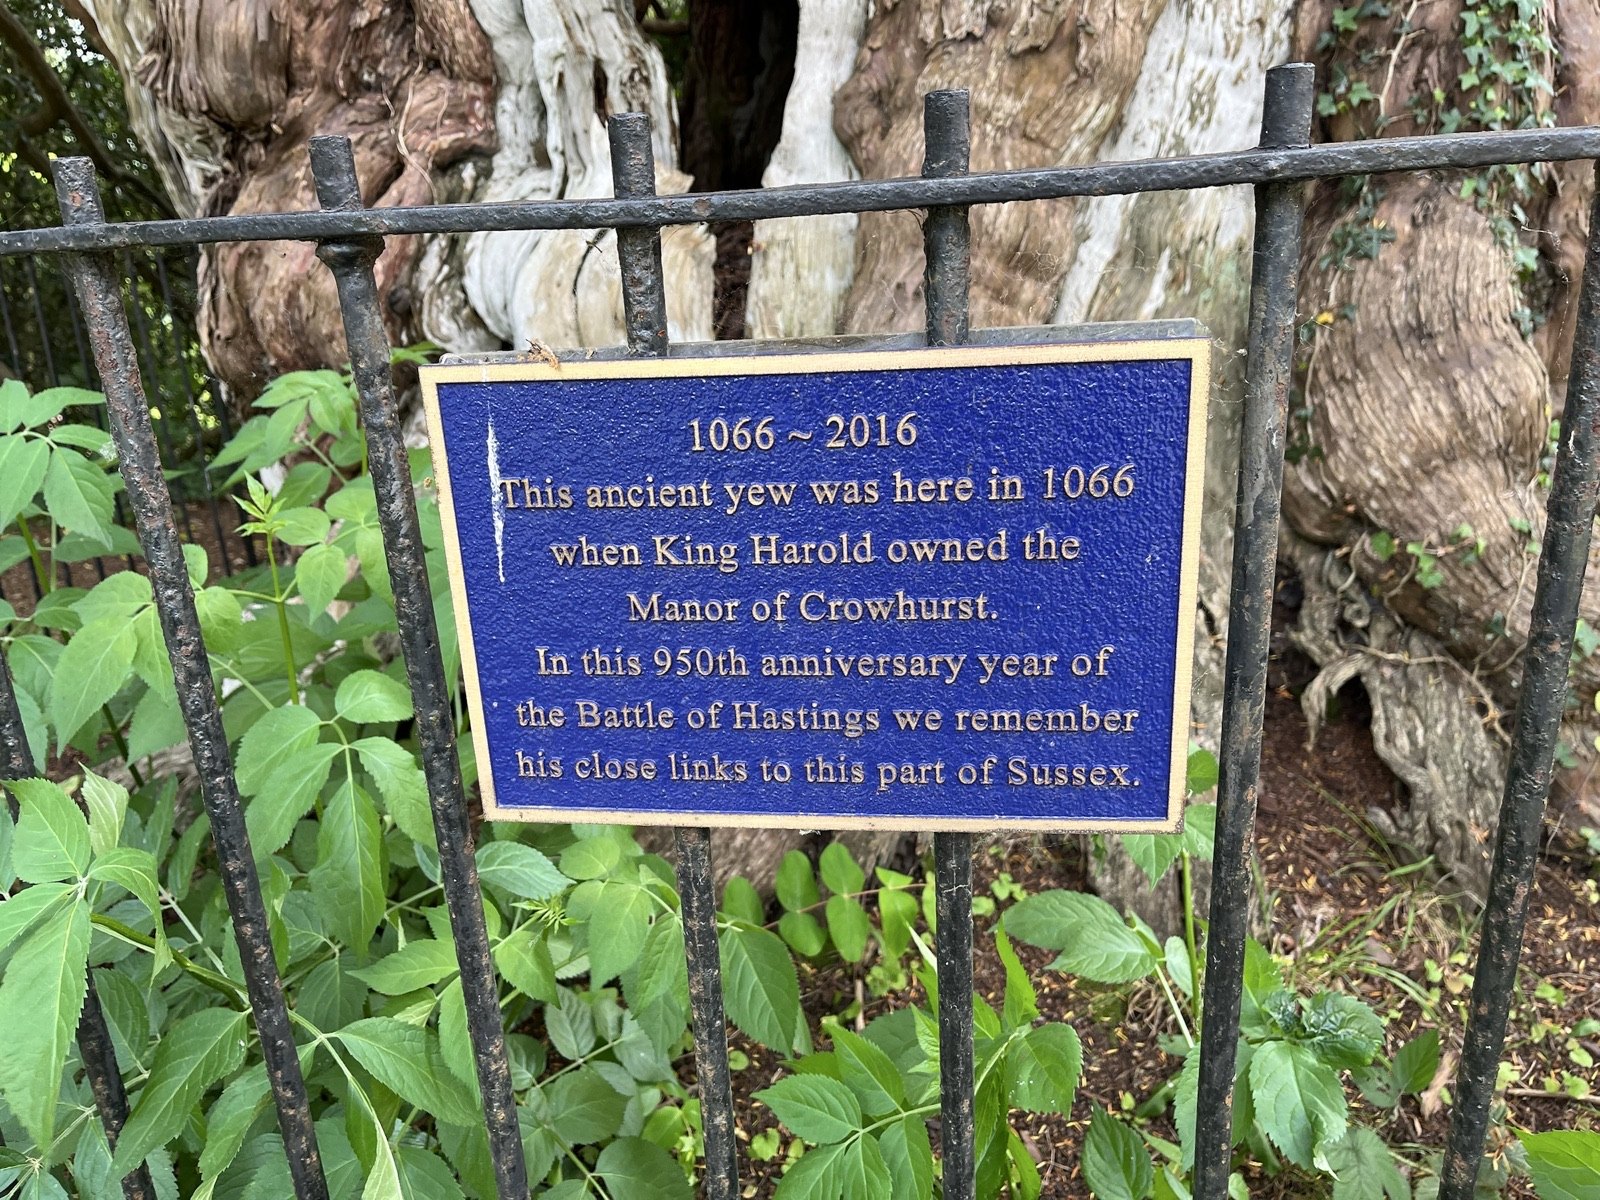 1066 ~ 2016
This ancient yew was here in 1066
when King Harold owned the
Manor of Crowhurst.
In this 950th anniversary year of
the Battle of Hastings we remember
his close links to this part of Sussex.